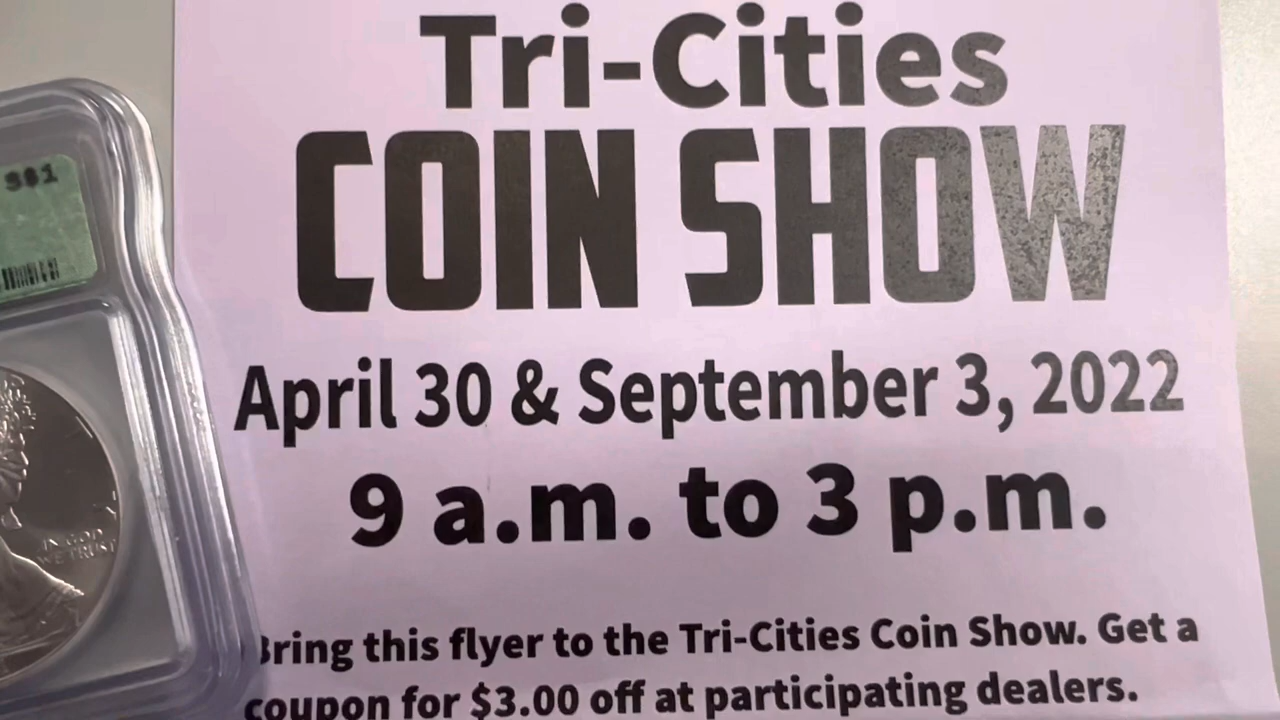 Tri-Cities
COIN SHOW
April 30 & September 3, 2022
9 a.m. to 3 p.m.
Bring this flyer to the Tri-Cities Coin Show. Get a
coupon for $3.00 off at participating dealers.
S$1
IN GOD
WE TRUST